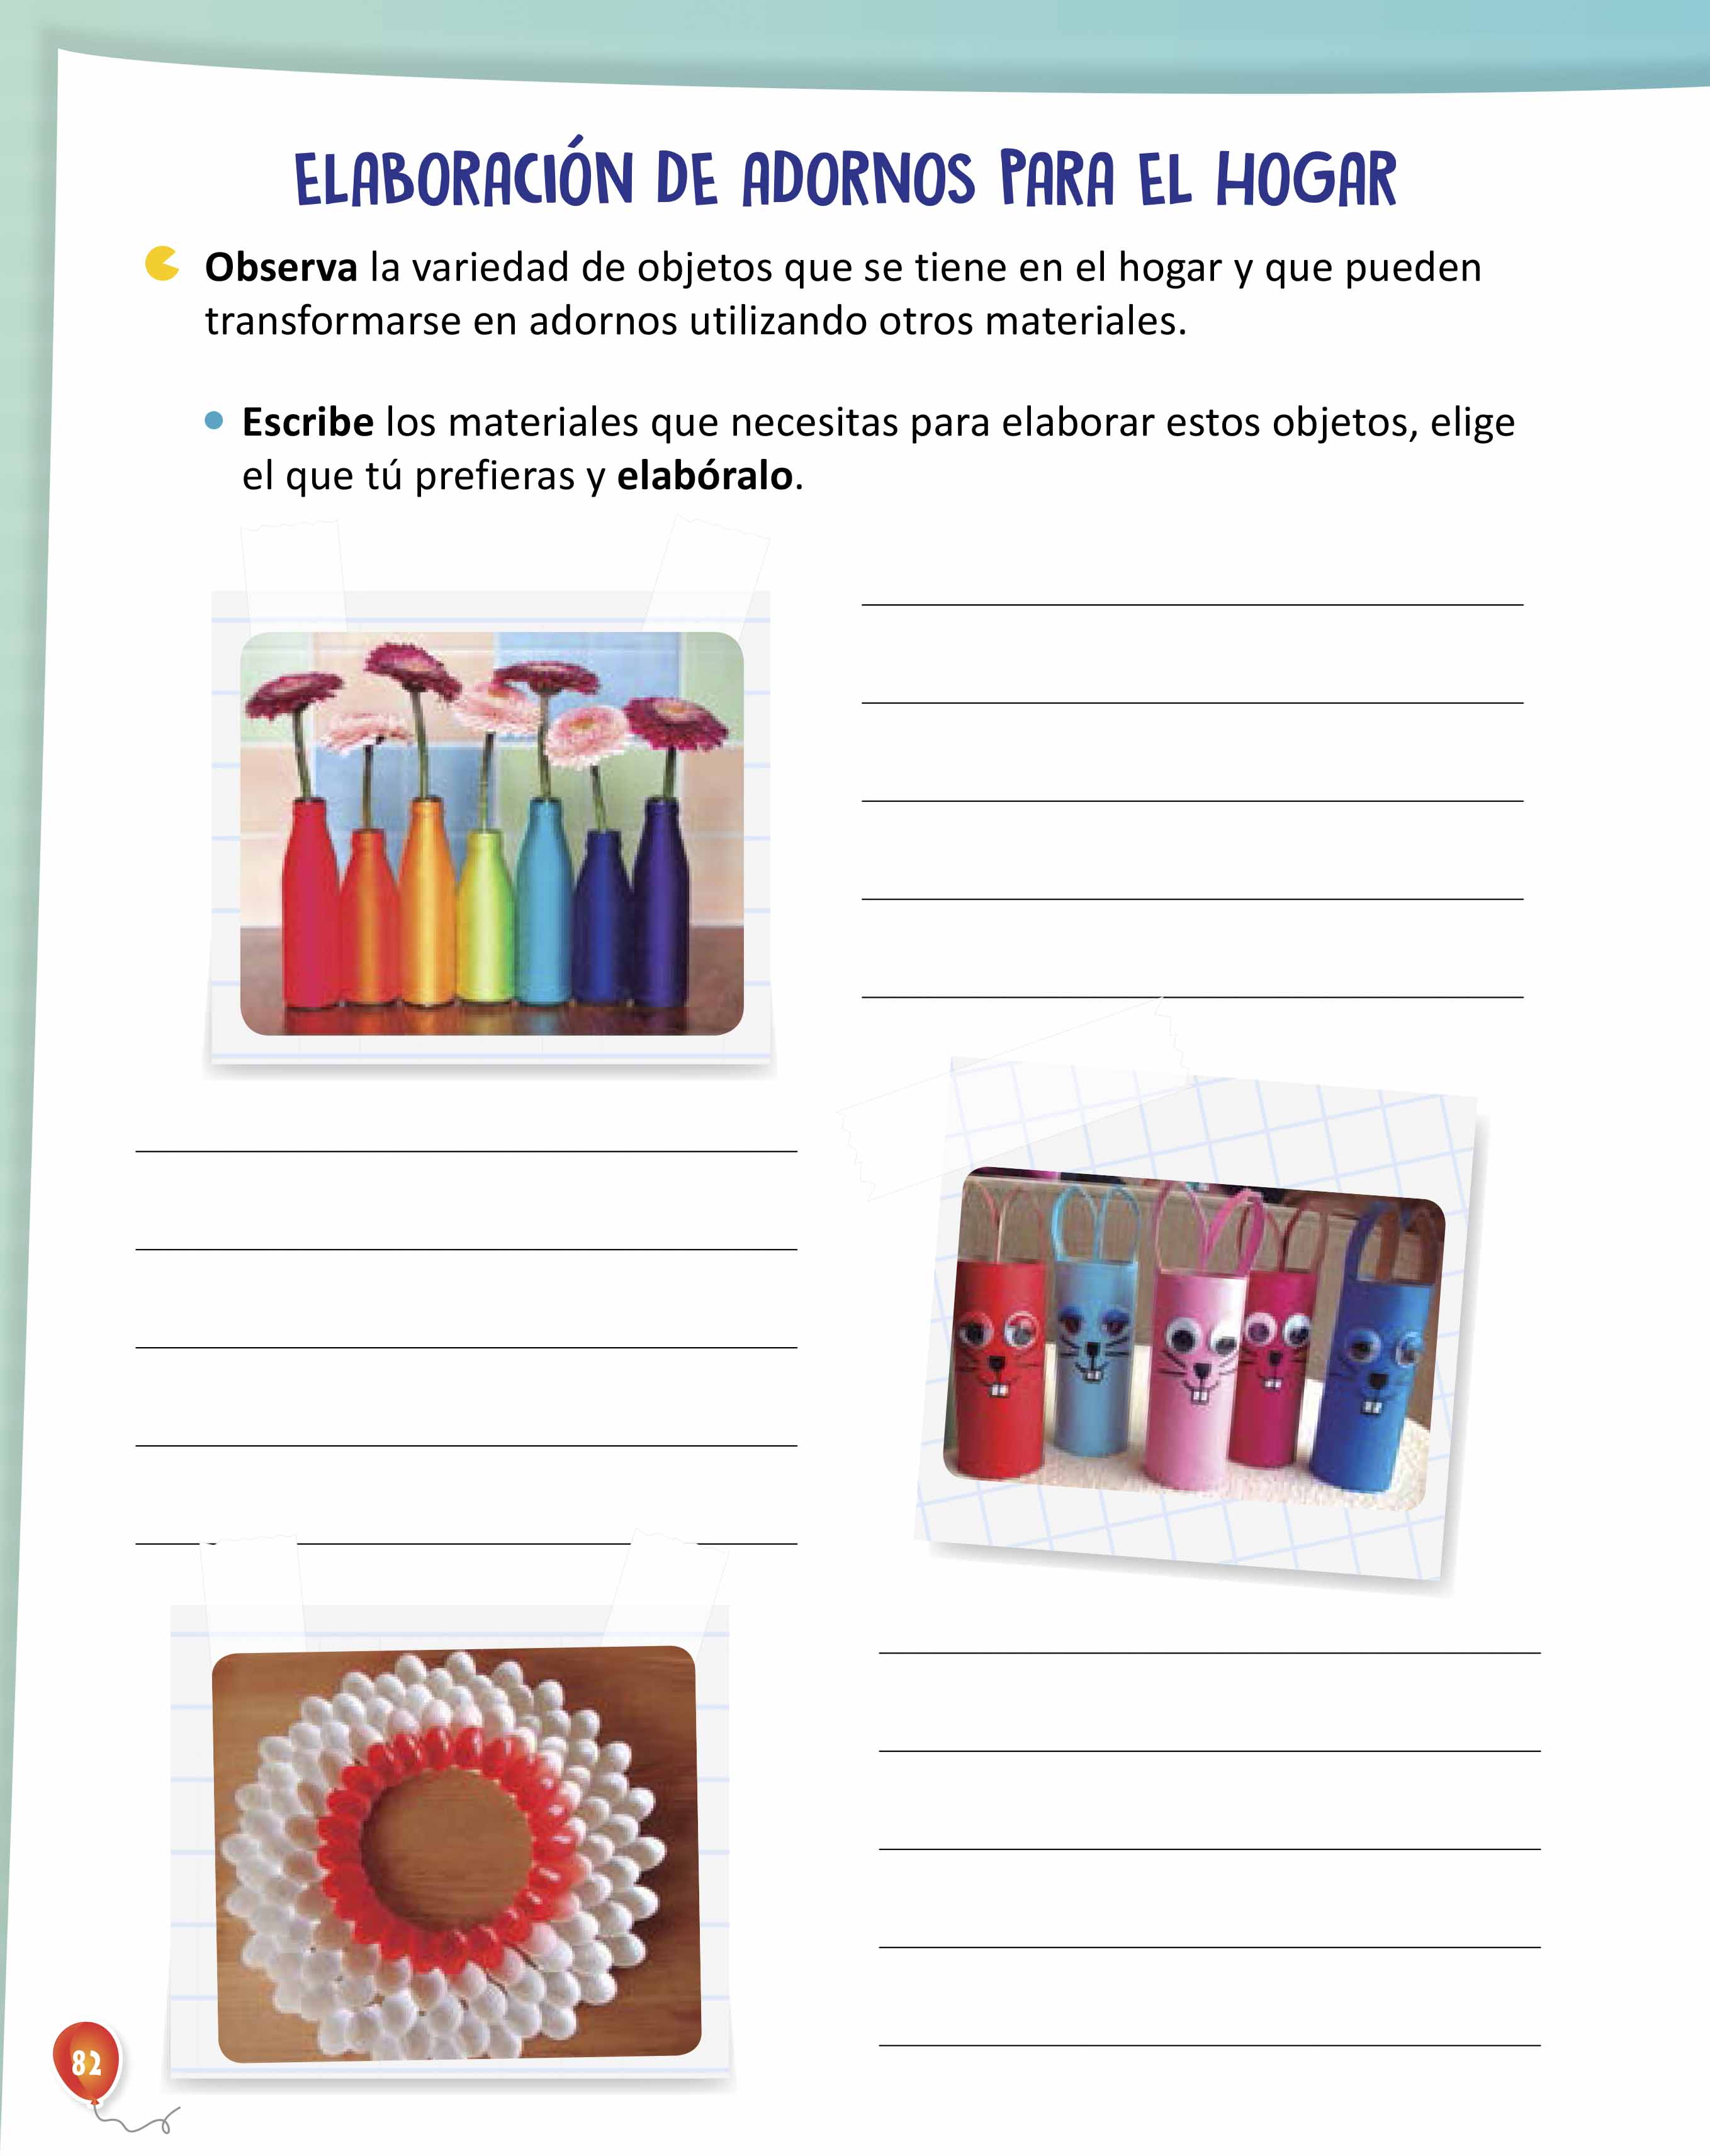 ELABORACIÓN DE ADORNOS PARA EL HOGAR
Observa la variedad de objetos que se tiene en el hogar y que pueden
transformarse en adornos utilizando otros materiales.
Escribe los materiales que necesitas para elaborar estos objetos, elige
el que tú prefieras y elabóralo.
82